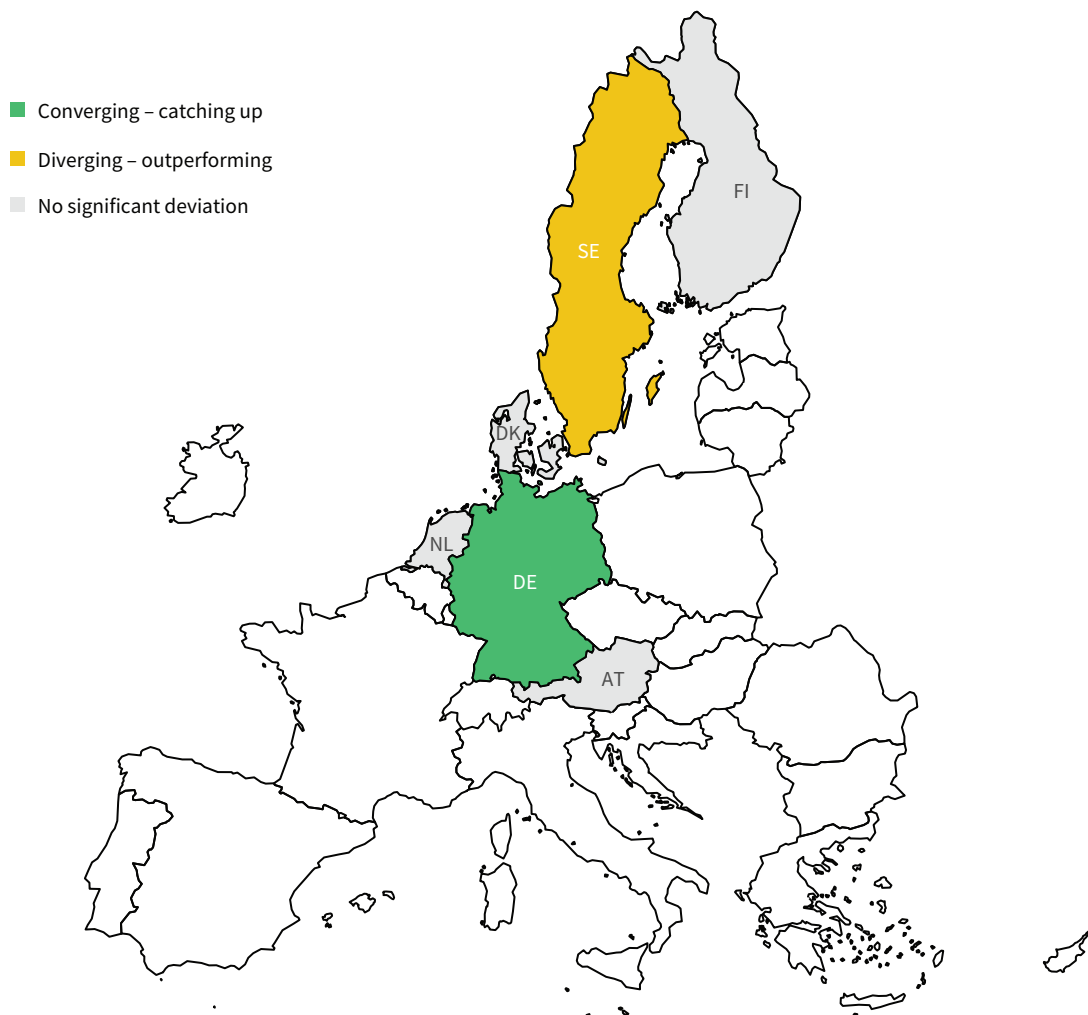 Converging – catching up
Diverging – outperforming
No significant deviation
FI
SE
DK
NL
DE
AT